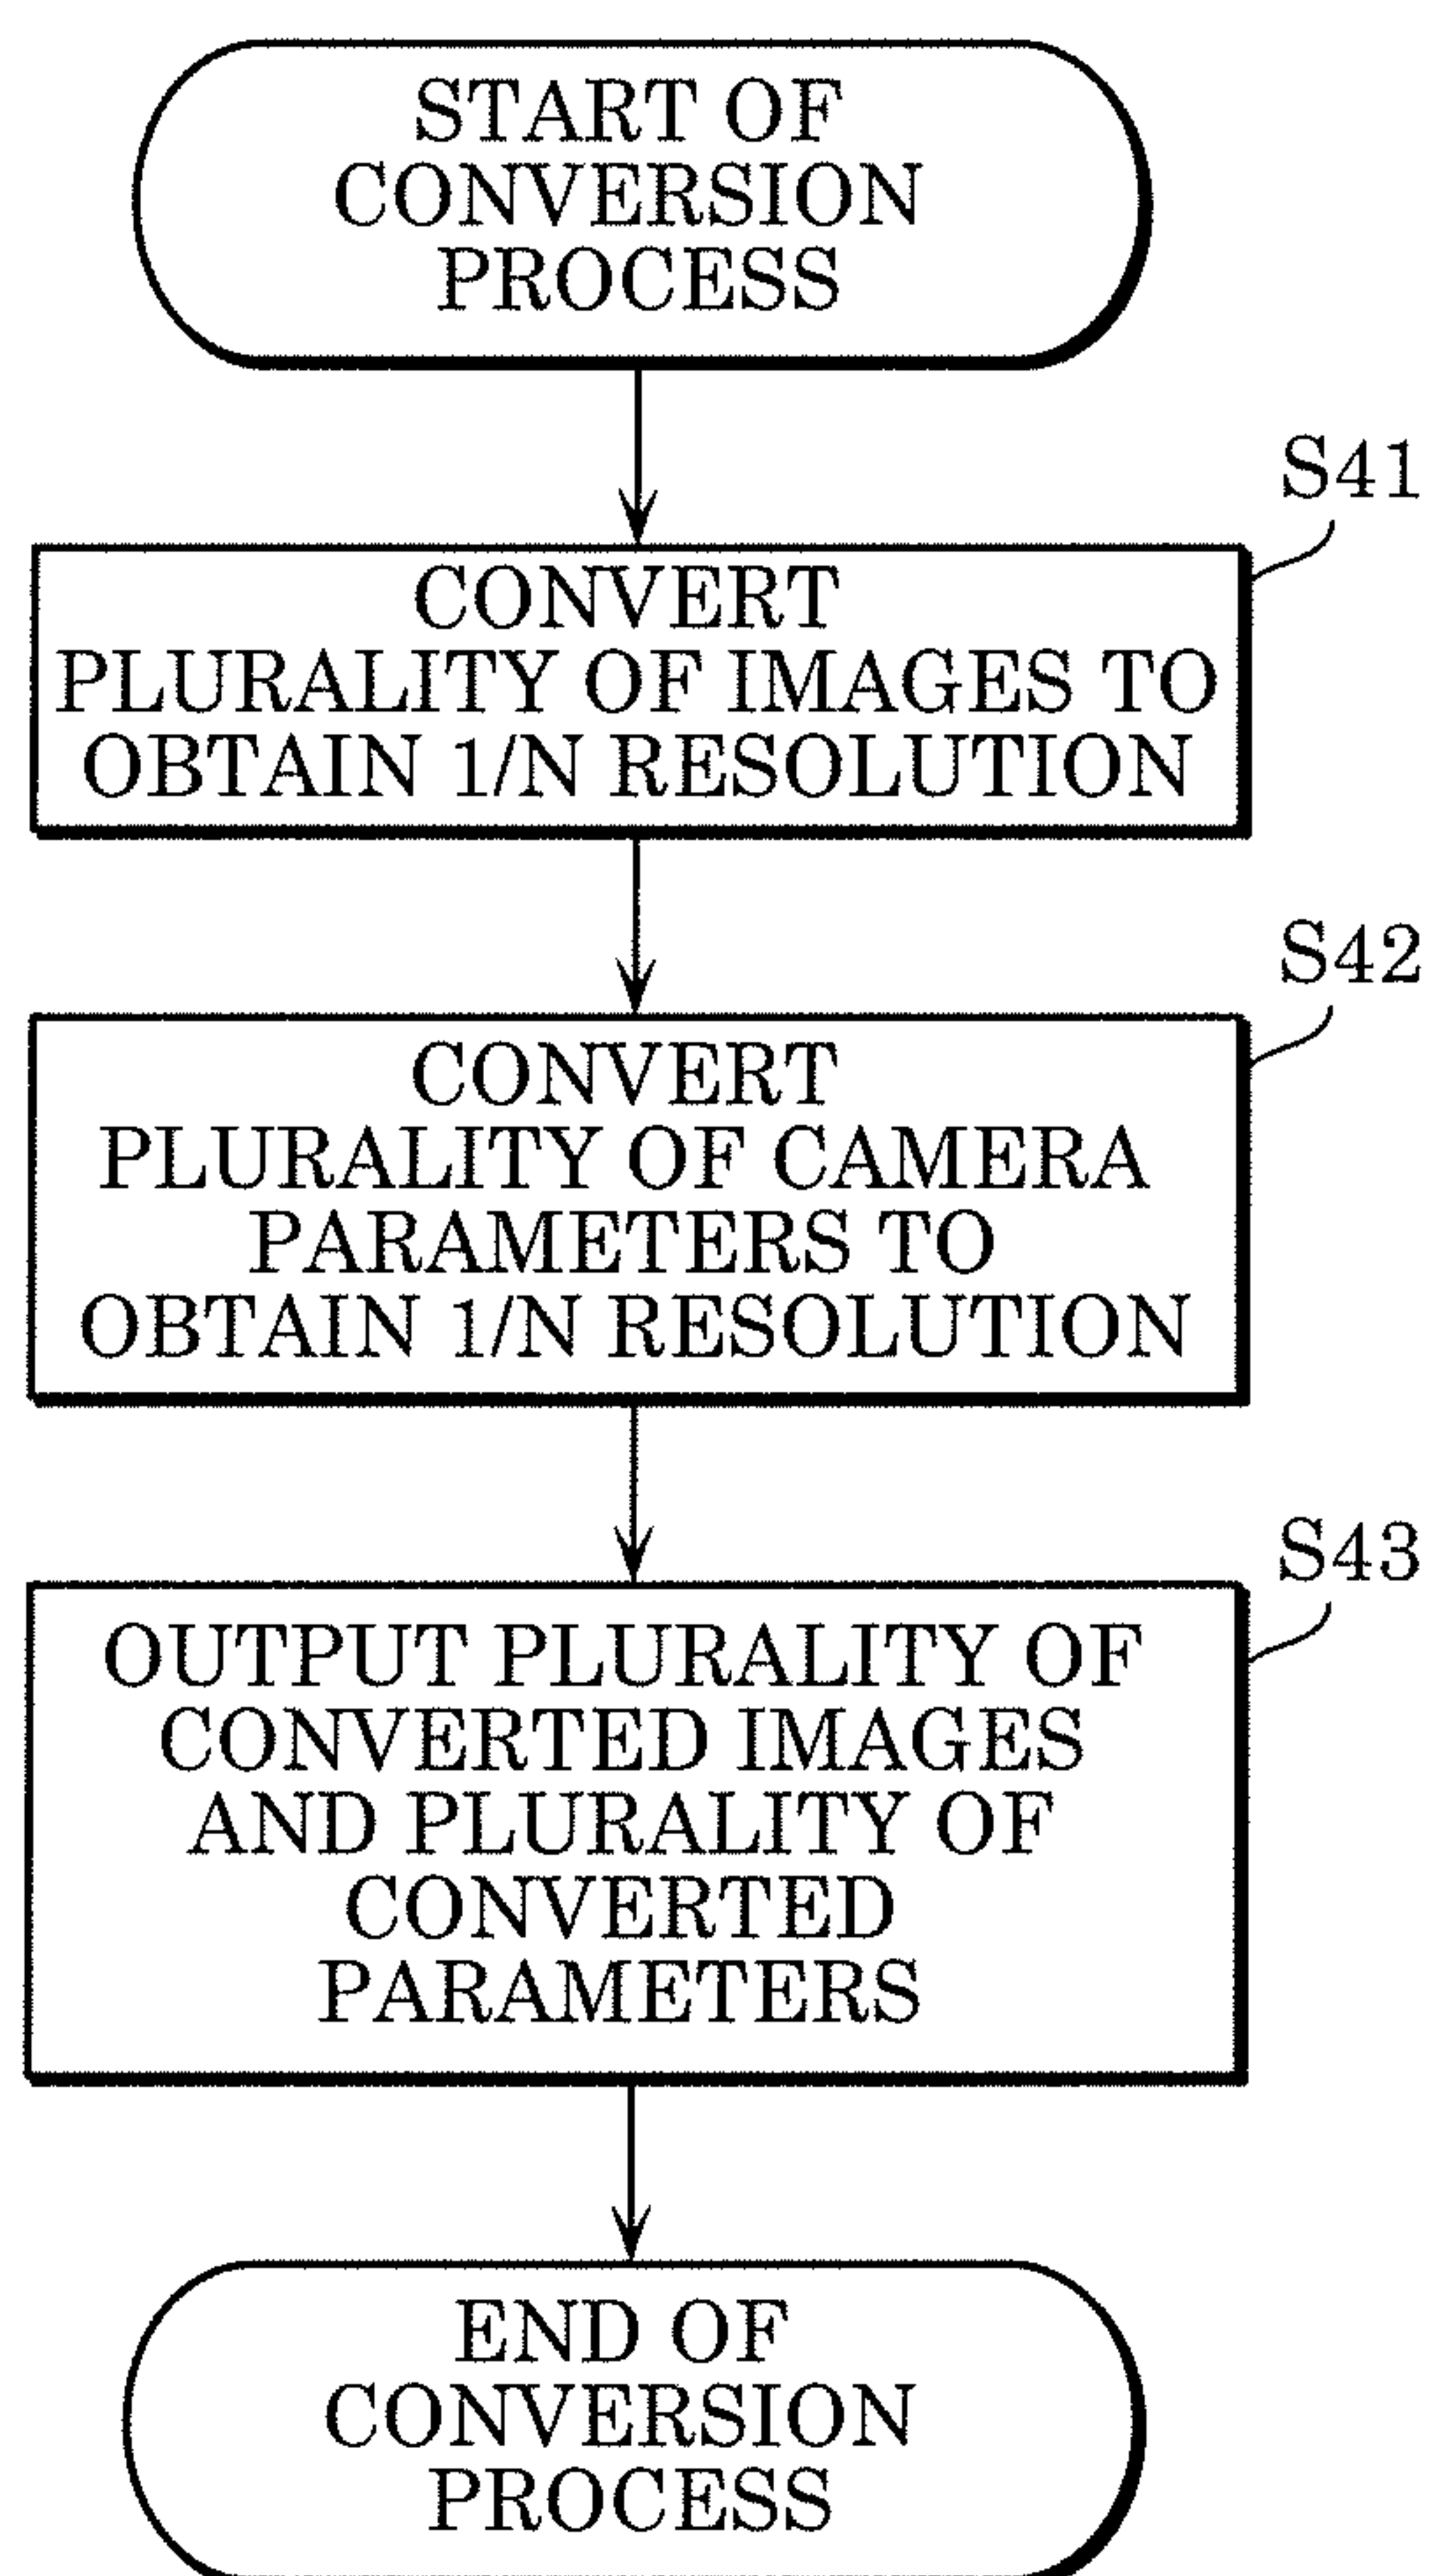 START OF
CONVERSION
PROCESS
S41
CONVERT
PLURALITY OF IMAGES TO
OBTAIN 1/N RESOLUTION
S42
CONVERT
PLURALITY OF CAMERA
PARAMETERS TO
OBTAIN 1/N RESOLUTION
S43
OUTPUT PLURALITY OF
CONVERTED IMAGES
AND PLURALITY OF
CONVERTED
PARAMETERS
END OF
CONVERSION
PROCESS